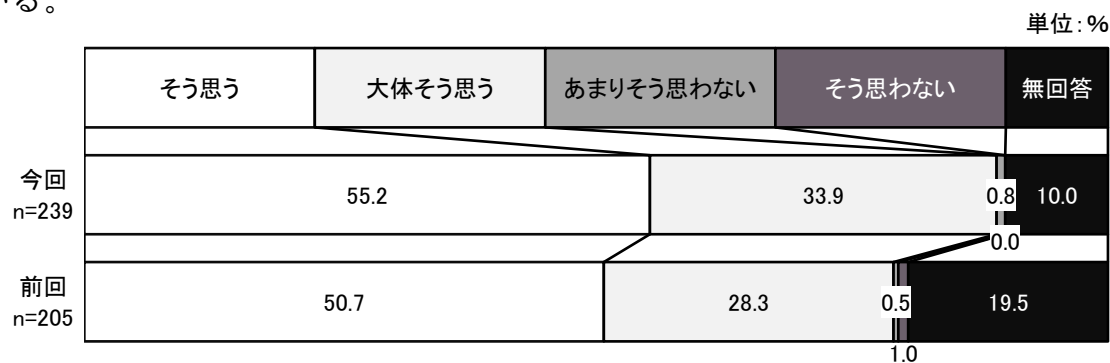 いる。
単位：％
そう思う 大体そう思う あまりそう思わない そう思わない 無回答
今回
n=239
55.2 33.9 0.8 10.0
0.0
前回
n=205
50.7 28.3 0.5 19.5
1.0